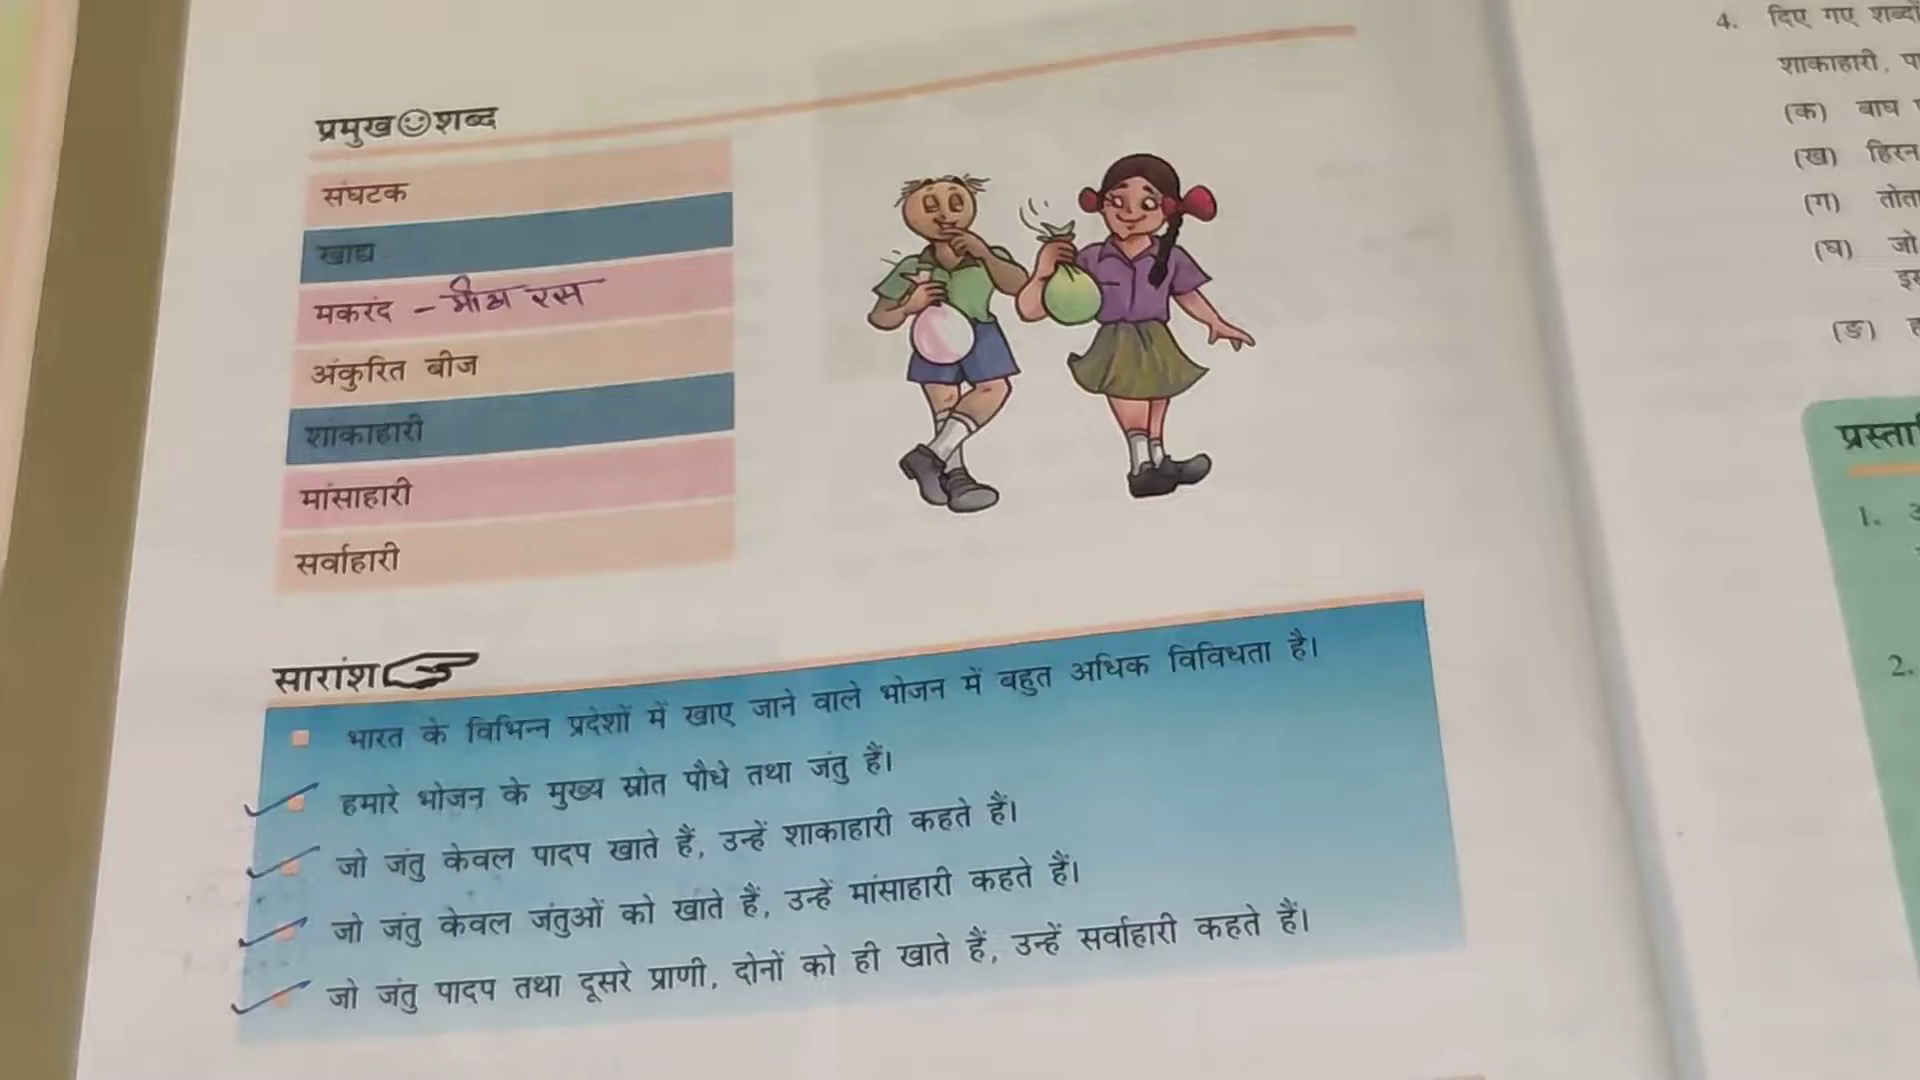 प्रमुख शब्द
संघटक
खाद्य
मकरंद - मीठा रस
अंकुरित बीज
शाकाहारी
मांसाहारी
सर्वाहारी
सारांश
भारत के विभिन्न प्रदेशों में खाए जाने वाले भोजन में बहुत अधिक विविधता है।
हमारे भोजन के मुख्य स्रोत पौधे तथा जंतु हैं।
जो जंतु केवल पादप खाते हैं, उन्हें शाकाहारी कहते हैं।
जो जंतु केवल जंतुओं को खाते हैं, उन्हें मांसाहारी कहते हैं।
जो जंतु पादप तथा दूसरे प्राणी, दोनों को ही खाते हैं, उन्हें सर्वाहारी कहते हैं।
4. दिए गए
शाकाहारी,
(क) बाघ
(ख) हिरन
(ग) तोता
(घ) जो
(ङ)
1.
2.